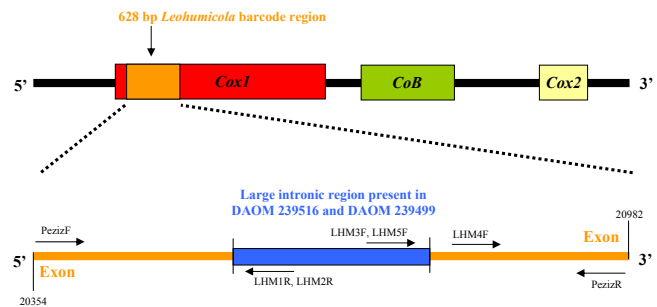 628 bp Leohumicola barcode region
5' Cox1 CoB Cox2 3'
Large intronic region present in
DAOM 239516 and DAOM 239499
20982
PezizF LHM3F, LHM5F LHM4F Exon
5' 3'
Exon LHM1R, LHM2R PezizR
20354